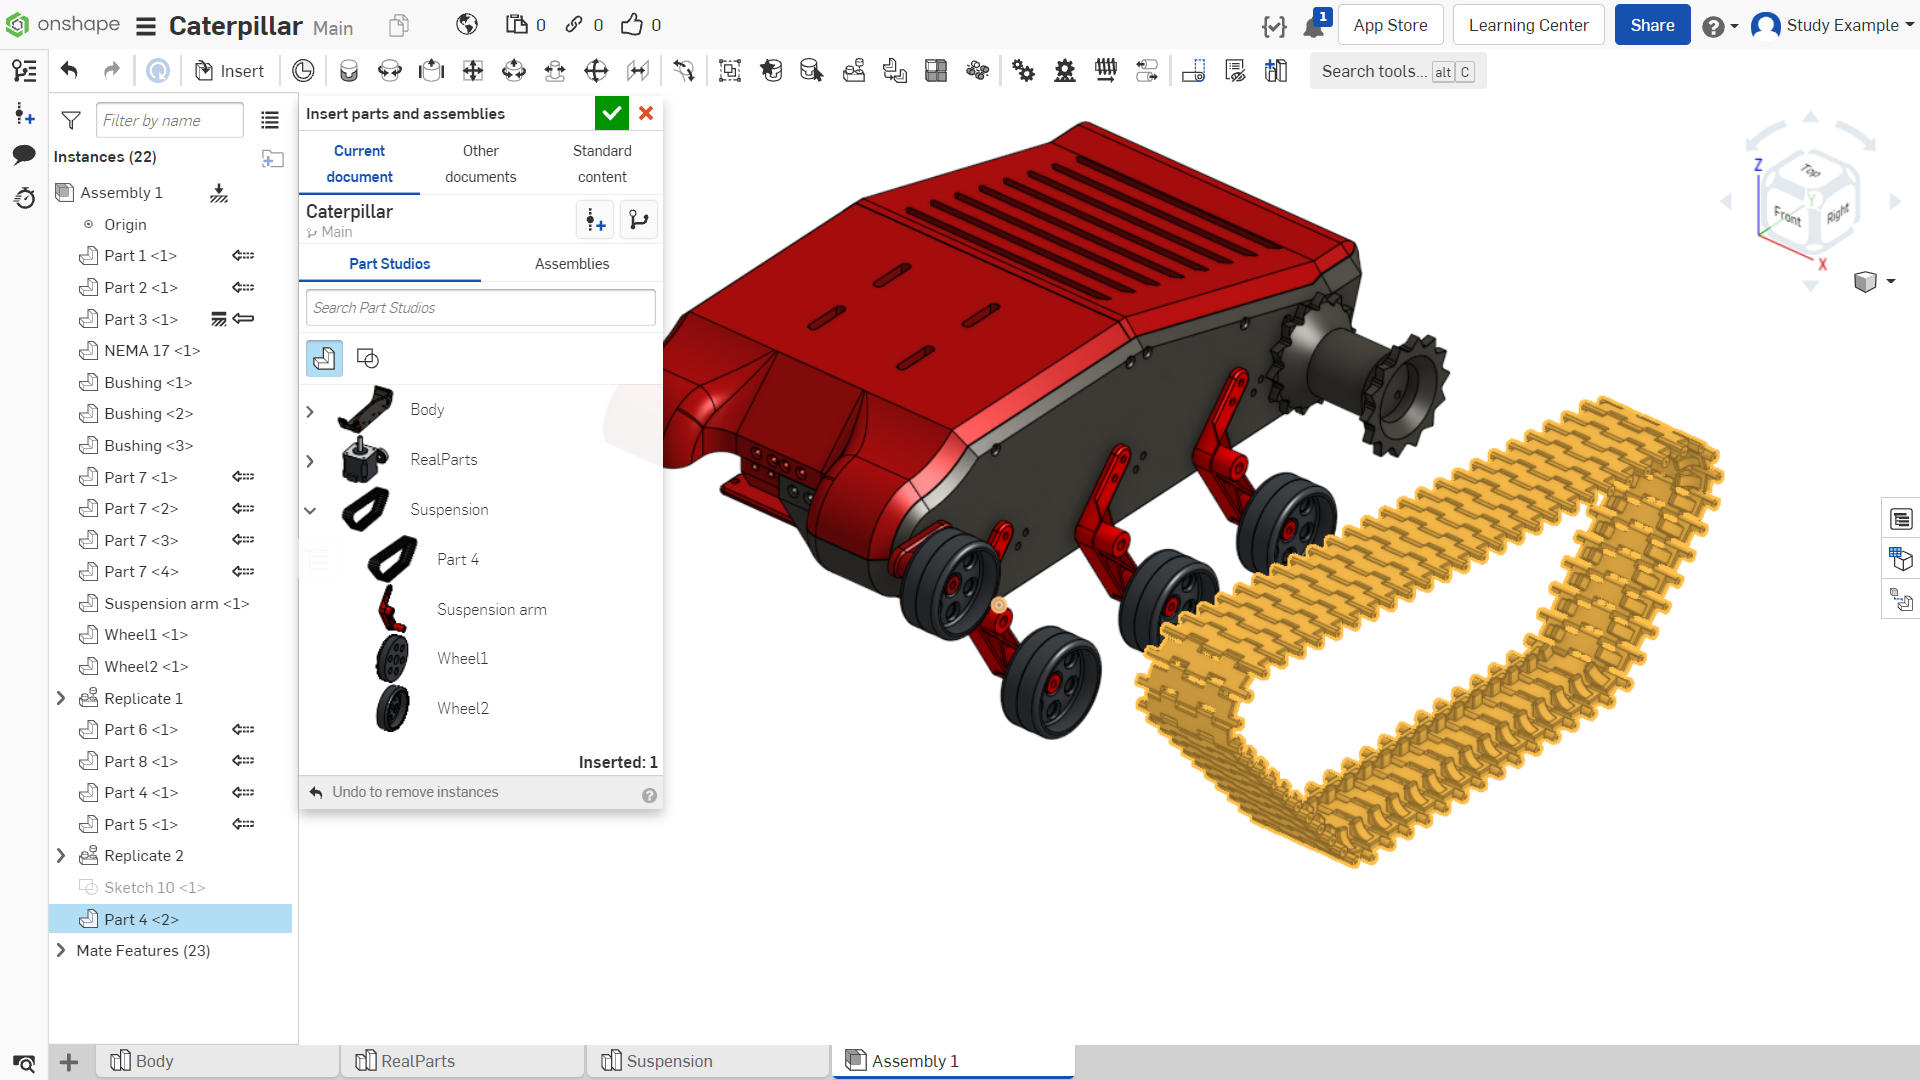 onshape Caterpillar Main 0 0 0 1 App Store Learning Center Share Study Example
Insert Search tools... alt C
Filter by name
Instances (22)
Assembly 1
Origin
Part 1 <1>
Part 2 <1>
Part 3 <1>
NEMA 17 <1>
Bushing <1>
Bushing <2>
Bushing <3>
Part 7 <1>
Part 7 <2>
Part 7 <3>
Part 7 <4>
Suspension arm <1>
Wheel1 <1>
Wheel2 <1>
Replicate 1
Part 6 <1>
Part 8 <1>
Part 4 <1>
Part 5 <1>
Replicate 2
Sketch 10 <1>
Part 4 <2>
Mate Features (23)
Insert parts and assemblies
Current document
Other documents
Standard content
Caterpillar
Main
Part Studios Assemblies
Search Part Studios
Body
RealParts
Suspension
Part 4
Suspension arm
Wheel1
Wheel2
Inserted: 1
Undo to remove instances
Z
Top
Y
Front Right
X
Body RealParts Suspension Assembly 1